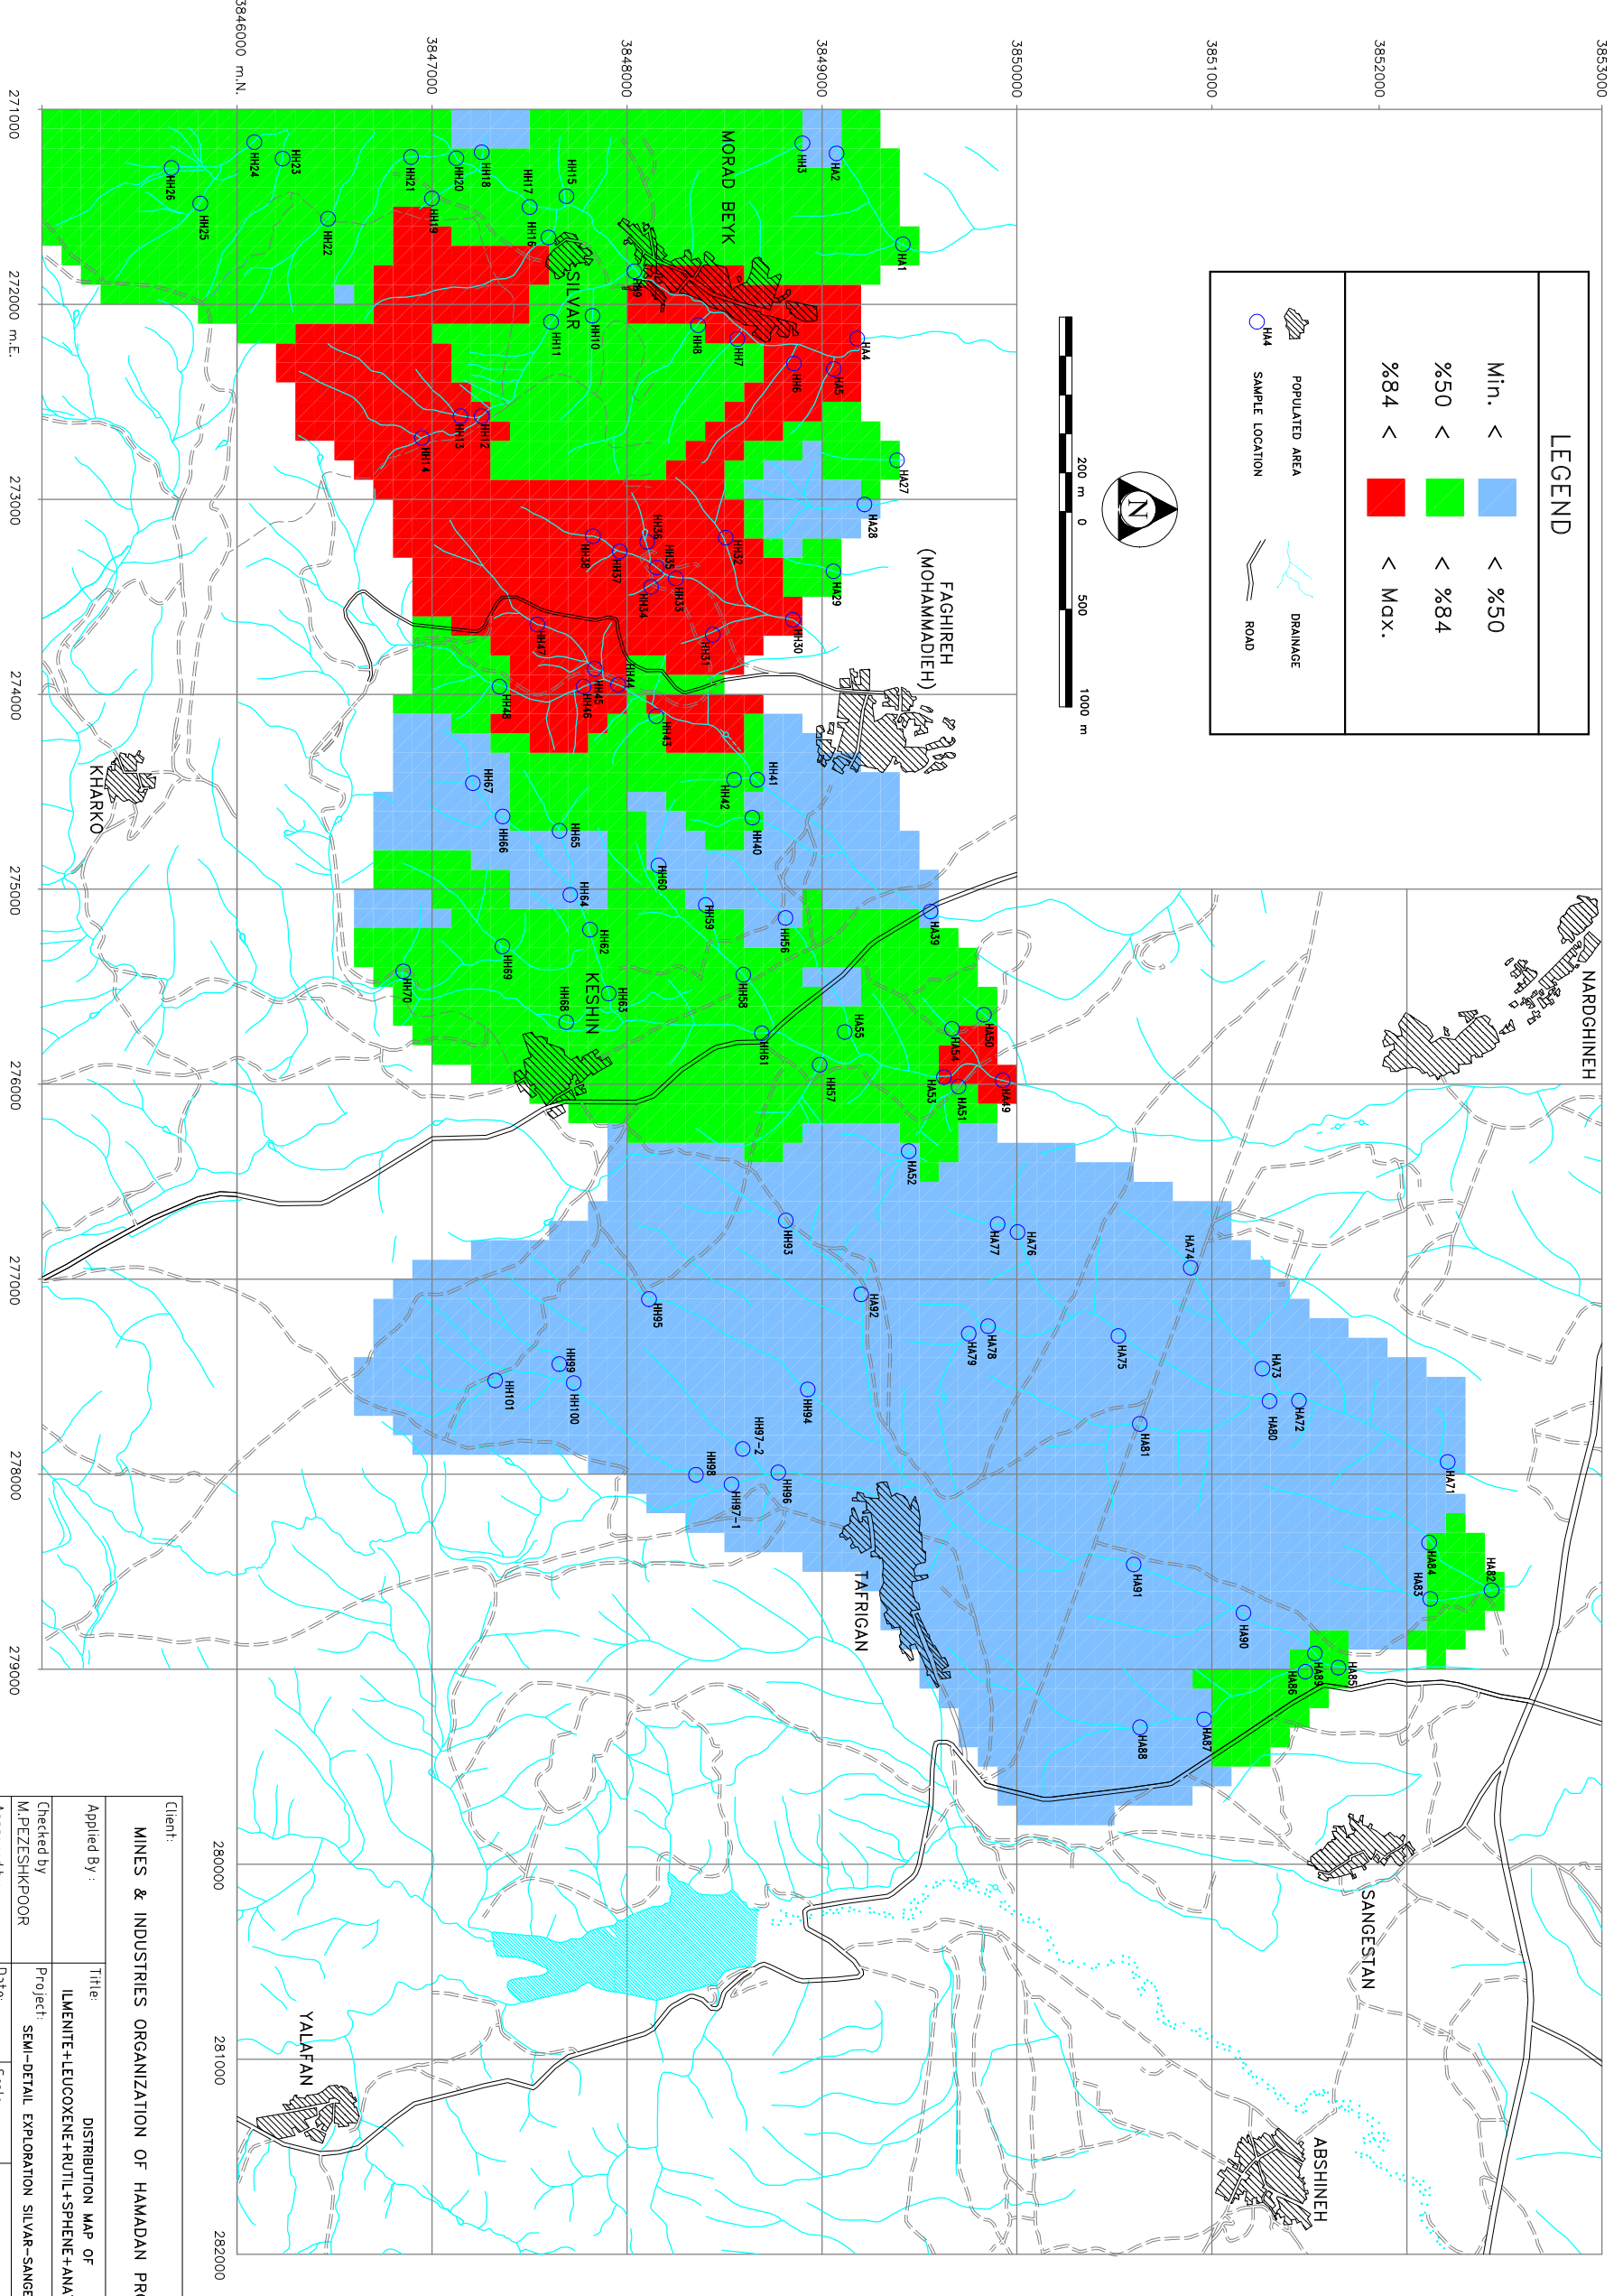 LEGEND
Min. < < %50
%50 < < %84
%84 < < Max.
POPULATED AREA
DRAINAGE
HA4
SAMPLE LOCATION
ROAD
200 m 0 500 1000 m
N
3853000
3852000
3851000
3850000
3849000
3848000
3847000
3846000 m.N.
271000
272000 m.E.
273000
274000
275000
276000
277000
278000
279000
280000
281000
282000
NARDGHINEH
FAGHIREH
(MOHAMMADIEH)
MORAD BEYK
SILVAR
KHARKO
KESHIN
TAFRIGAN
SANGESTAN
ABSHINEH
YALAFAN
HA1
HA2
HH3
HA4
HA5
HH6
HH7
HH8
HH9
HH10
HH11
HH12
HH13
HH14
HH15
HH16
HH17
HH18
HH19
HH20
HH21
HH22
HH23
HH24
HH25
HH26
HA27
HA28
HA29
HH30
HH31
HH32
HH33
HH34
HH35
HH36
HH37
HH38
HA39
HH40
HH41
HH42
HH43
HH44
HH45
HH46
HH47
HH48
HA49
HA50
HA51
HA52
HA53
HA54
HA55
HH56
HH57
HH58
HH59
HH60
HH61
HH62
HH63
HH64
HH65
HH66
HH67
HH68
HH69
HH70
HA71
HA72
HA73
HA74
HA75
HA76
HA77
HA78
HA79
HA80
HA81
HA82
HA83
HA84
HA85
HA86
HA87
HA88
HA89
HA90
HA91
HA92
HH93
HH94
HH95
HH96
HH97-1
HH97-2
HH98
HH99
HH100
HH101
Client:
MINES & INDUSTRIES ORGANIZATION OF HAMADAN PRO
Applied By :
Title:
DISTRIBUTION MAP OF
ILMENITE+LEUCOXENE+RUTIL+SPHENE+ANA
Checked by
M.PEZESHKPOOR
Project:
SEMI-DETAIL EXPLORATION SILVAR-SANGE